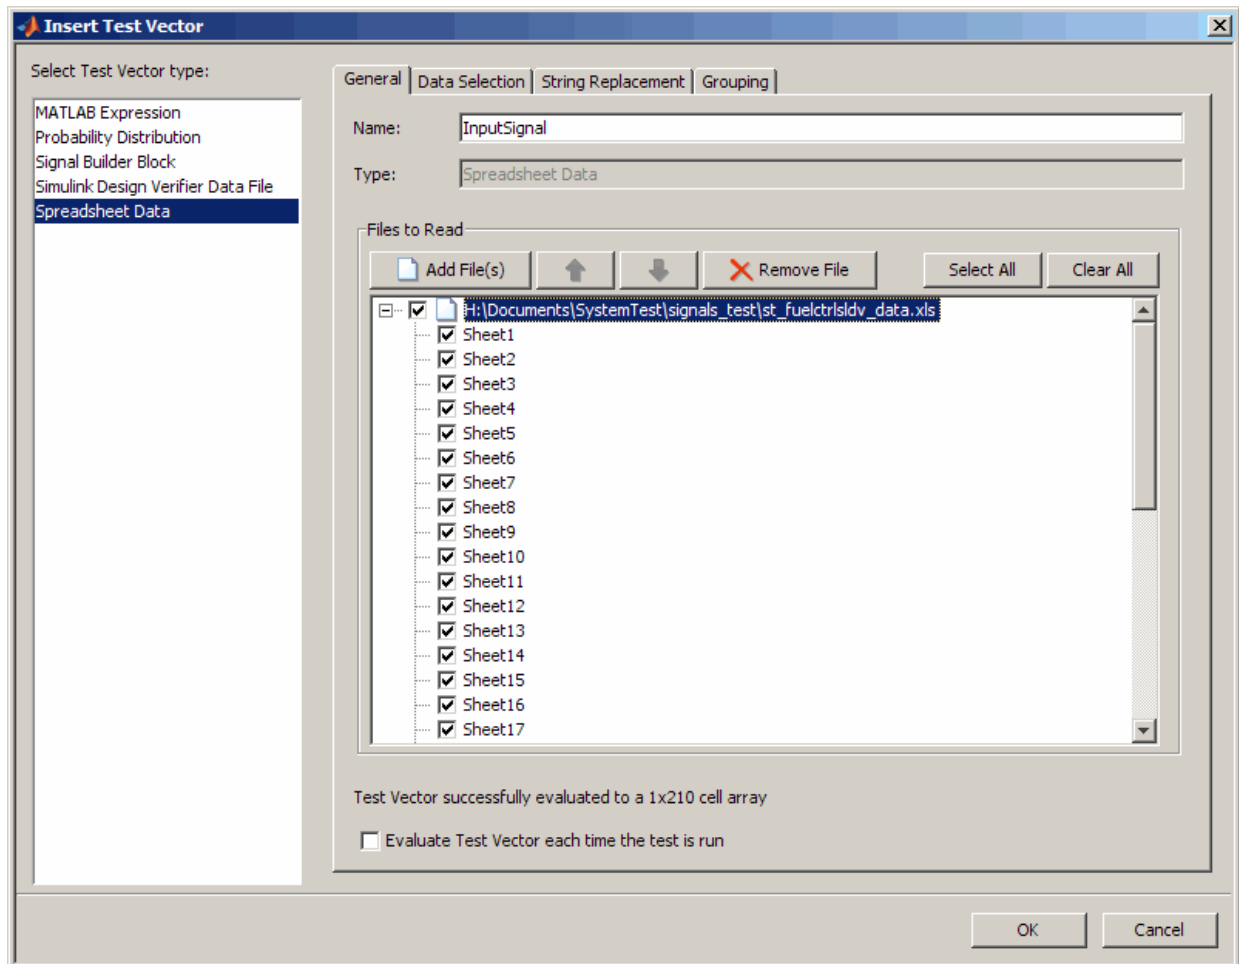 Insert Test Vector
Select Test Vector type:
MATLAB Expression
Probability Distribution
Signal Builder Block
Simulink Design Verifier Data File
Spreadsheet Data
General Data Selection String Replacement Grouping
Name: InputSignal
Type: Spreadsheet Data
Files to Read
Add File(s) Remove File Select All Clear All
H:\Documents\SystemTest\signals_test\st_fuelctrlsldv_data.xls
Sheet1
Sheet2
Sheet3
Sheet4
Sheet5
Sheet6
Sheet7
Sheet8
Sheet9
Sheet10
Sheet11
Sheet12
Sheet13
Sheet14
Sheet15
Sheet16
Sheet17
Test Vector successfully evaluated to a 1x210 cell array
Evaluate Test Vector each time the test is run
OK Cancel